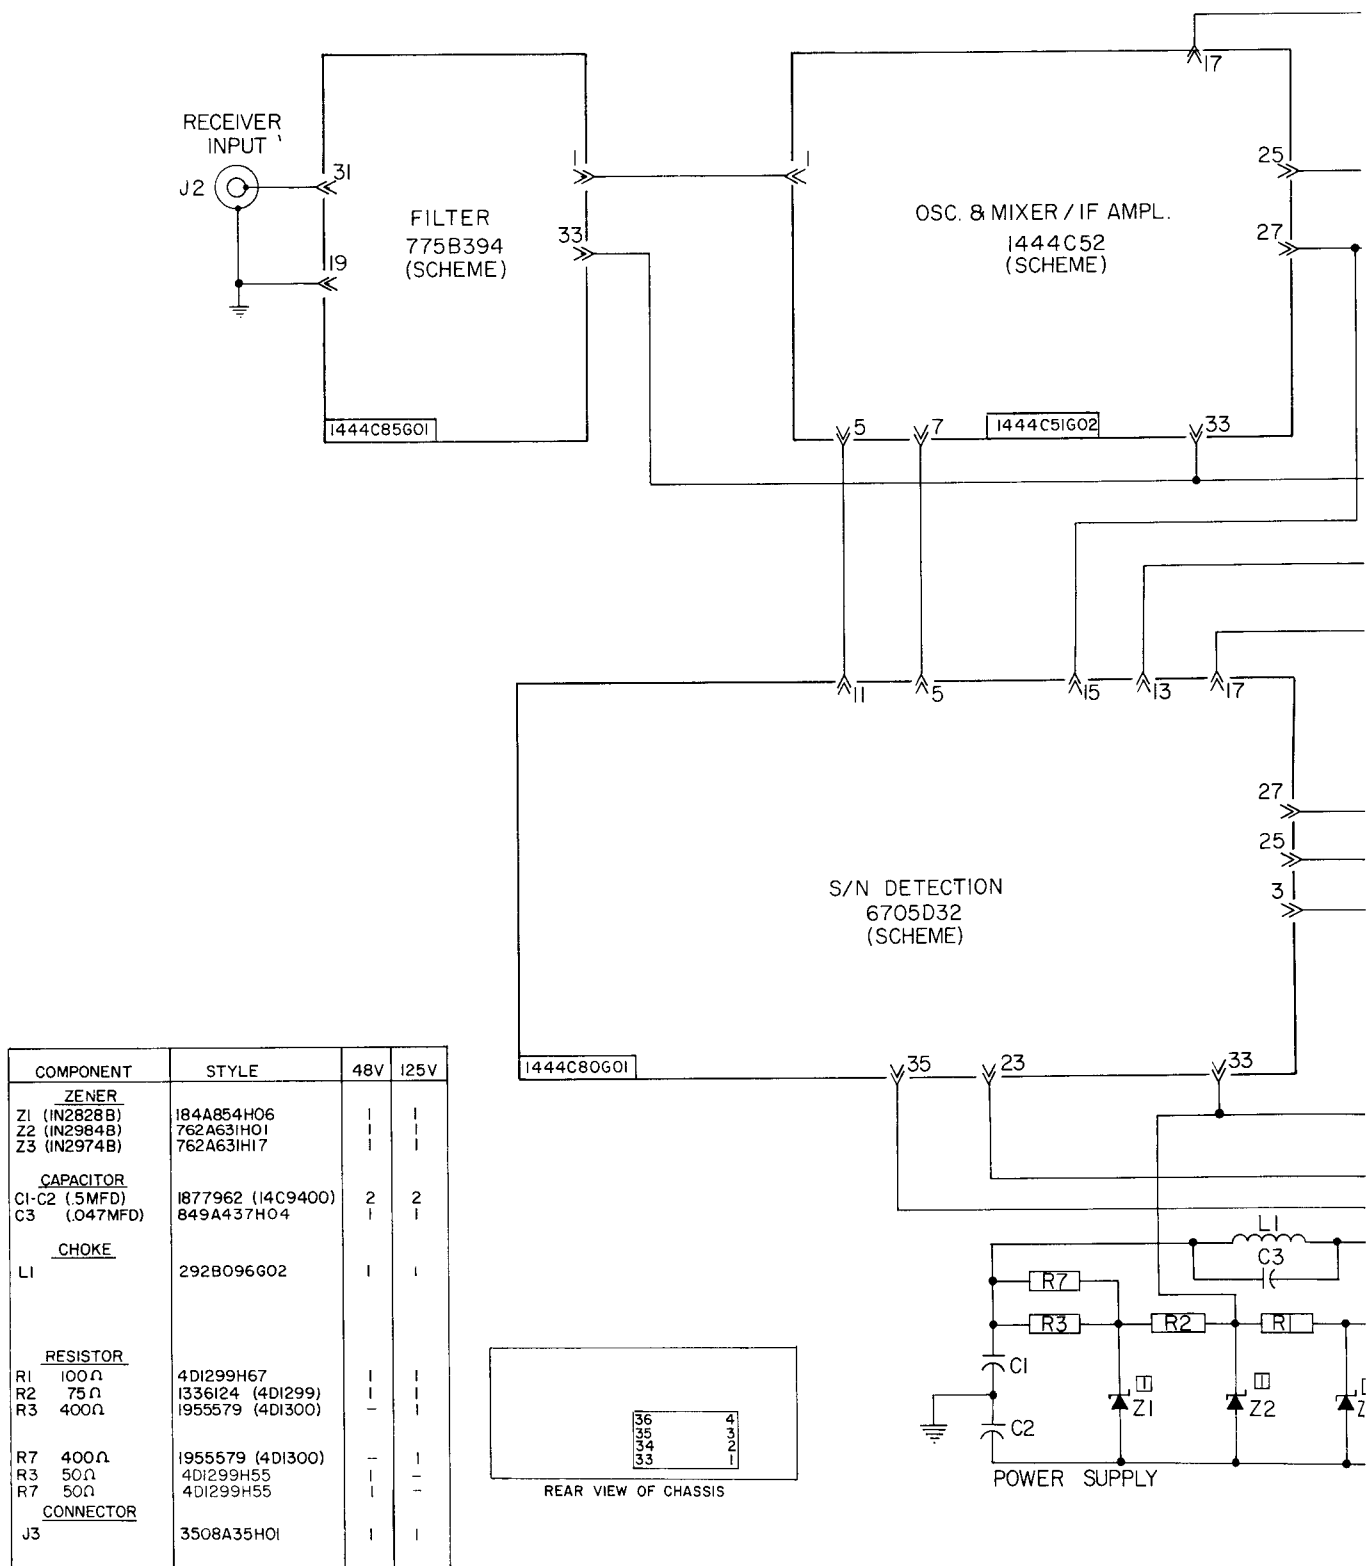 17
RECEIVER
INPUT
J2
31
19
1
33
FILTER
775B394
(SCHEME)
1444C85G01
1
25
27
OSC. & MIXER / IF AMPL.
1444C52
(SCHEME)
5
7
1444C51G02
33
11
5
15
13
17
27
25
3
S/N DETECTION
6705D32
(SCHEME)
1444C80G01
35
23
33
COMPONENT STYLE 48V 125V
ZENER
Z1 (IN2828B) 184A854H06 1 1
Z2 (IN2984B) 762A631H01 1 1
Z3 (IN2974B) 762A631H17 1 1
CAPACITOR
C1-C2 (.5MFD) 1877962 (14C9400) 2 2
C3 (.047MFD) 849A437H04 1 1
CHOKE
L1 292B096G02 1 1
RESISTOR
R1 100Ω 4D1299H67 1 1
R2 75Ω 1336124 (4D1299) 1 1
R3 400Ω 1955579 (4D1300) - 1
R7 400Ω 1955579 (4D1300) - 1
R3 50Ω 4D1299H55 1 -
R7 50Ω 4D1299H55 1 -
CONNECTOR
J3 3508A35H01 1 1
36 4
35 3
34 2
33 1
REAR VIEW OF CHASSIS
L1
C3
R7
R3
R2
R1
C1
C2
Z1
Z2
Z
POWER SUPPLY